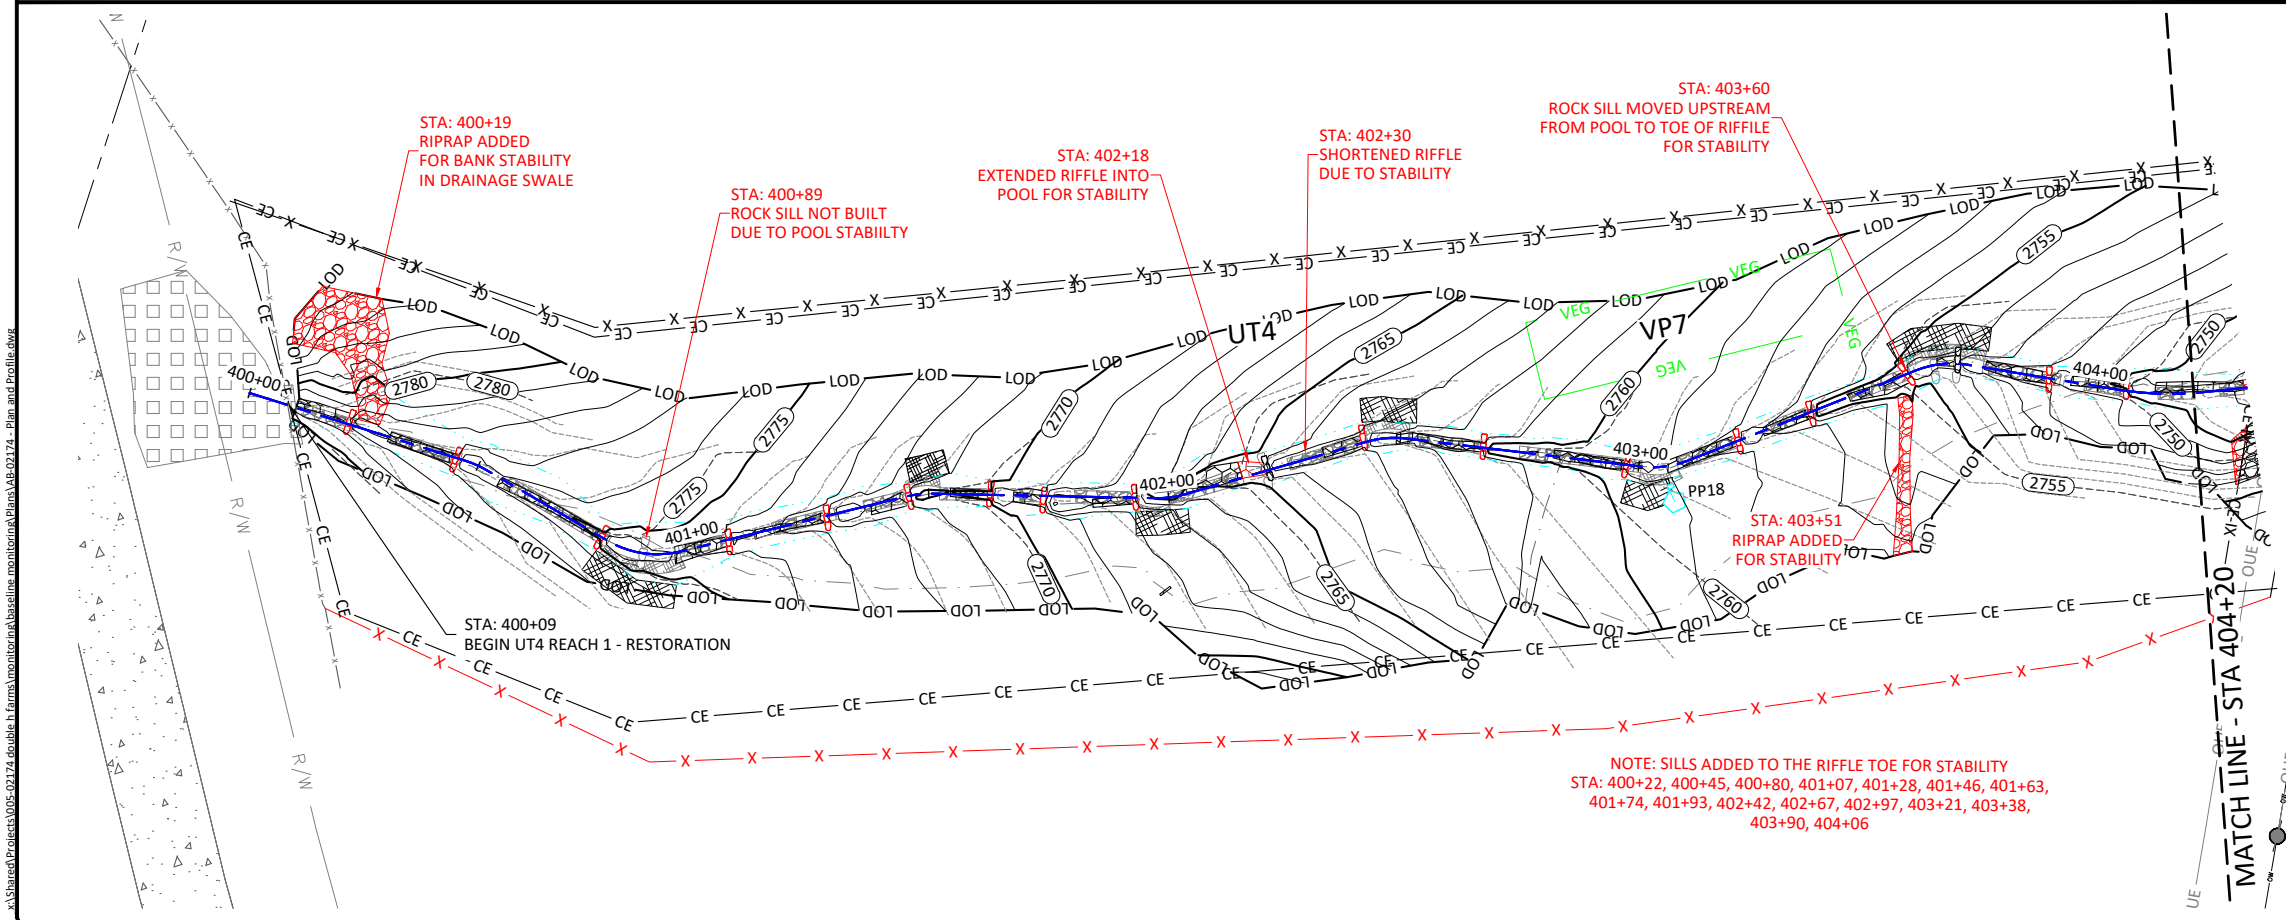 STA: 400+19
RIPRAP ADDED
FOR BANK STABILITY
IN DRAINAGE SWALE
STA: 400+89
ROCK SILL NOT BUILT
DUE TO POOL STABIILTY
STA: 402+18
EXTENDED RIFFLE INTO
POOL FOR STABILITY
STA: 402+30
SHORTENED RIFFLE
DUE TO STABILITY
STA: 403+60
ROCK SILL MOVED UPSTREAM
FROM POOL TO TOE OF RIFFILE
FOR STABILITY
UT4
VP7
VEG
VEG
VEG
VEG
2755
2750
2765
2760
2780
2780
2775
2770
400+00
401+00
402+00
403+00
404+00
2775
2770
2765
2760
2755
2750
PP18
STA: 403+51
RIPRAP ADDED
FOR STABILITY
STA: 400+09
BEGIN UT4 REACH 1 - RESTORATION
R/W
R/W
R/W
LOD
CE
X
OUE
NOTE: SILLS ADDED TO THE RIFFLE TOE FOR STABILITY
STA: 400+22, 400+45, 400+80, 401+07, 401+28, 401+46, 401+63,
401+74, 401+93, 402+42, 402+67, 402+97, 403+21, 403+38,
403+90, 404+06
MATCH LINE - STA 404+20
x:\Shared\Projects\005-02174 double h farms\monitoring\baseline monitoring\Plans\AB-02174 - Plan and Profile.dwg